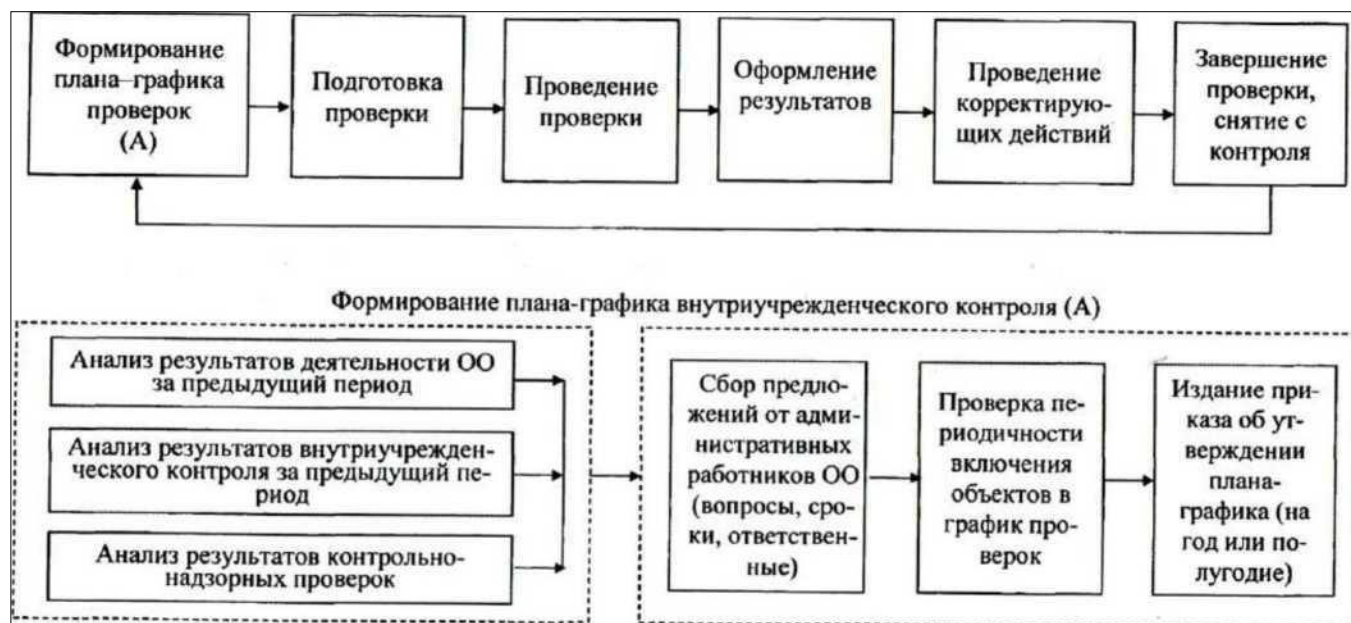 Формирование
плана–графика
проверок
(А)
Подготовка
проверки
Проведение
проверки
Оформление
результатов
Проведение
корректирую-
щих действий
Завершение
проверки,
снятие с
контроля
Формирование плана-графика внутриучрежденческого контроля (А)
Анализ результатов деятельности ОО
за предыдущий период
Анализ результатов внутриучрежден-
ческого контроля за предыдущий пе-
риод
Анализ результатов контрольно-
надзорных проверок
Сбор предло-
жений от адми-
нистративных
работников ОО
(вопросы, сро-
ки, ответствен-
ные)
Проверка пе-
риодичности
включения
объектов в
график про-
верок
Издание при-
каза об ут-
верждении
плана-
графика (на
год или по-
лугодие)